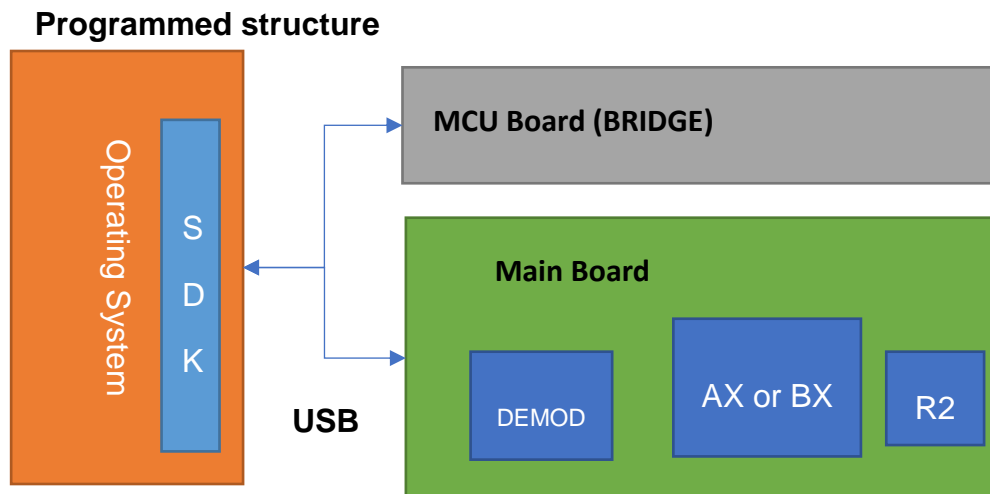 Programmed structure
Operating System
S
D
K
USB
MCU Board (BRIDGE)
Main Board
DEMOD
AX or BX
R2